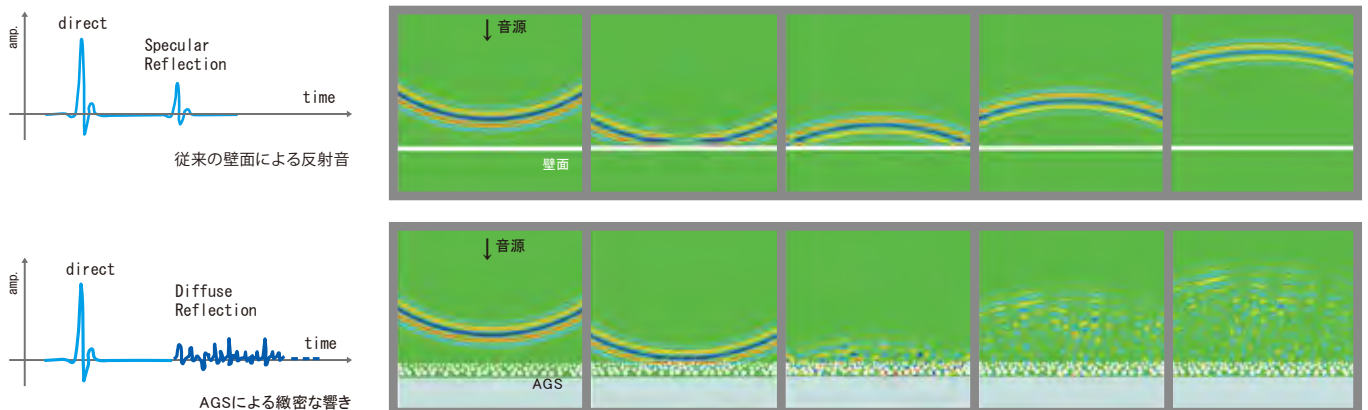 amp.
direct
Specular
Reflection
time
従来の壁面による反射音
↓音源
壁面
amp.
direct
Diffuse
Reflection
time
AGSによる緻密な響き
↓音源
AGS